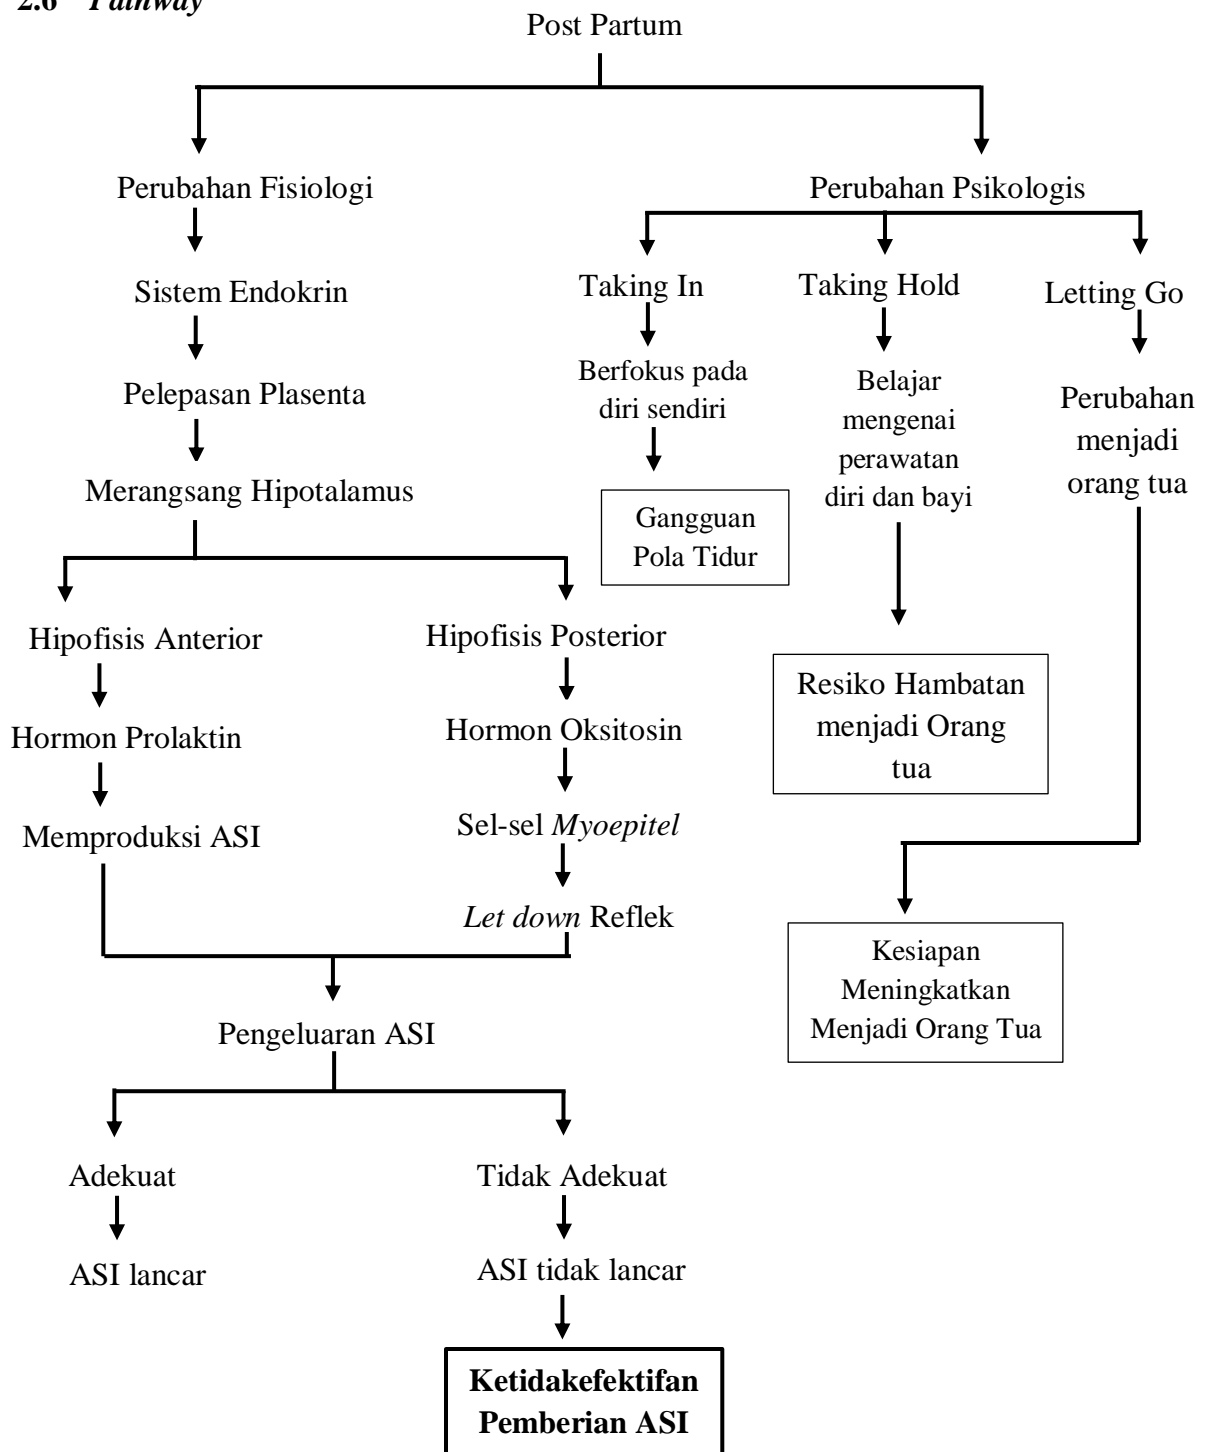 2.6 Pathway
Post Partum
Perubahan Fisiologi
Perubahan Psikologis
Sistem Endokrin
Taking In
Taking Hold
Letting Go
Pelepasan Plasenta
Berfokus pada
diri sendiri
Belajar
mengenai
perawatan
diri dan bayi
Perubahan
menjadi
orang tua
Merangsang Hipotalamus
Gangguan
Pola Tidur
Hipofisis Anterior
Hipofisis Posterior
Resiko Hambatan
menjadi Orang
tua
Hormon Prolaktin
Hormon Oksitosin
Memproduksi ASI
Sel-sel Myoepitel
Let down Reflek
Kesiapan
Meningkatkan
Menjadi Orang Tua
Pengeluaran ASI
Adekuat
Tidak Adekuat
ASI lancar
ASI tidak lancar
Ketidakefektifan
Pemberian ASI